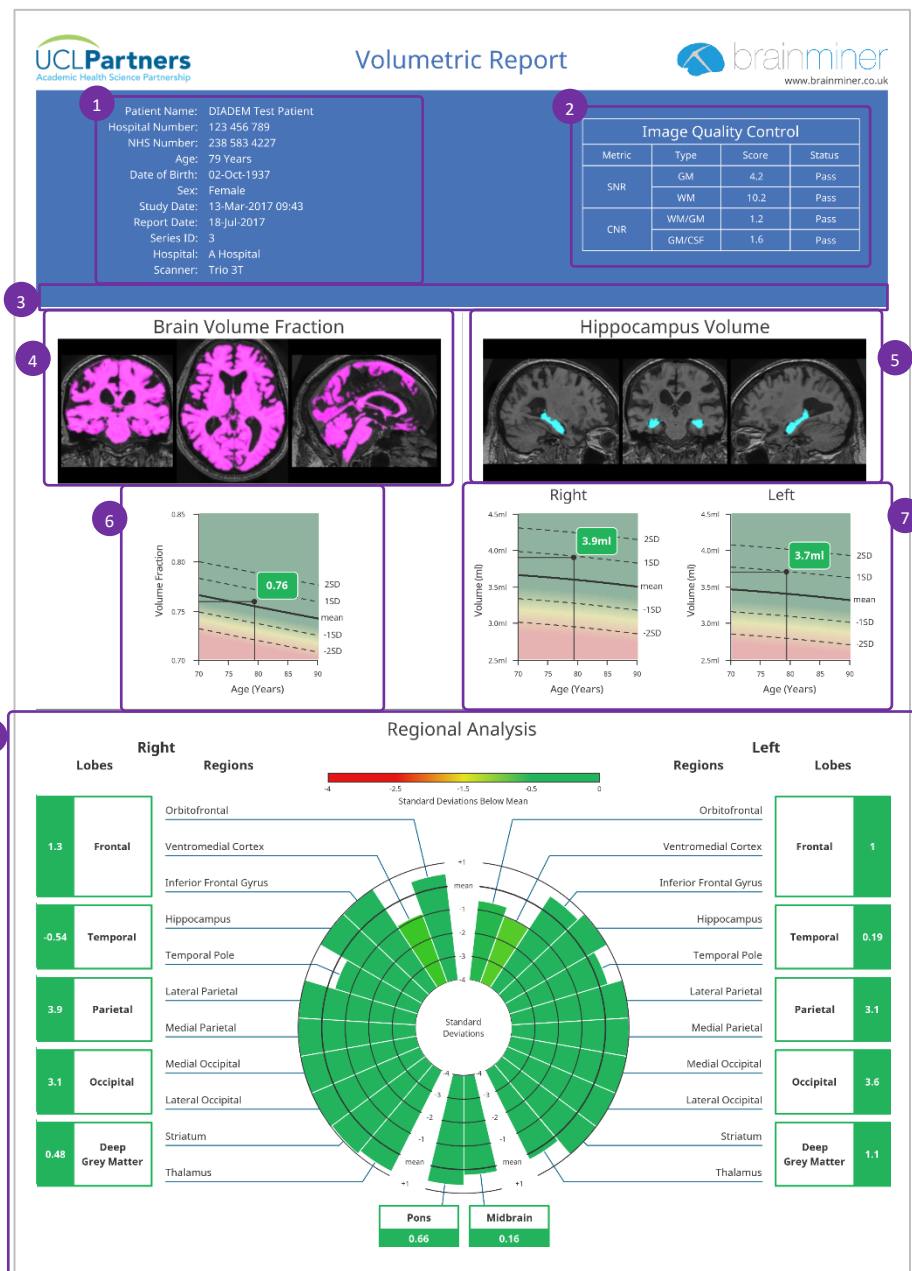 UCLPartners
Academic Health Science Partnership
Volumetric Report
brainminer
www.brainminer.co.uk
1
Patient Name: DIADEM Test Patient
Hospital Number: 123 456 789
NHS Number: 238 583 4227
Age: 79 Years
Date of Birth: 02-Oct-1937
Sex: Female
Study Date: 13-Mar-2017 09:43
Report Date: 18-Jul-2017
Series ID: 3
Hospital: A Hospital
Scanner: Trio 3T
2
Image Quality Control
Metric Type Score Status
SNR GM 4.2 Pass
WM 10.2 Pass
CNR WM/GM 1.2 Pass
GM/CSF 1.6 Pass
3
4
Brain Volume Fraction
5
Hippocampus Volume
6
0.85
0.80
0.75
0.70
Volume Fraction
0.76
2SD
1SD
mean
-1SD
-2SD
70 75 80 85 90
Age (Years)
7
Right
4.5ml
4.0ml
3.5ml
3.0ml
2.5ml
Volume (ml)
3.9ml
2SD
1SD
mean
-1SD
-2SD
70 75 80 85 90
Age (Years)
Left
4.5ml
4.0ml
3.5ml
3.0ml
2.5ml
Volume (ml)
3.7ml
2SD
1SD
mean
-1SD
-2SD
70 75 80 85 90
Age (Years)
Regional Analysis
Right
Lobes Regions
Left
Regions Lobes
-4 -2.5 -1.5 -0.5 0
Standard Deviations Below Mean
1.3 Frontal
-0.54 Temporal
3.9 Parietal
3.1 Occipital
0.48 Deep Grey Matter
Orbitofrontal
Ventromedial Cortex
Inferior Frontal Gyrus
Hippocampus
Temporal Pole
Lateral Parietal
Medial Parietal
Medial Occipital
Lateral Occipital
Striatum
Thalamus
+1
mean
-1
-2
-3
-4
Standard
Deviations
-4 -4
-3 -3
-2 -2
-1 -1
mean mean
+1 +1
Orbitofrontal
Ventromedial Cortex
Inferior Frontal Gyrus
Hippocampus
Temporal Pole
Lateral Parietal
Medial Parietal
Medial Occipital
Lateral Occipital
Striatum
Thalamus
Frontal 1
Temporal 0.19
Parietal 3.1
Occipital 3.6
Deep Grey Matter 1.1
Pons
0.66
Midbrain
0.16